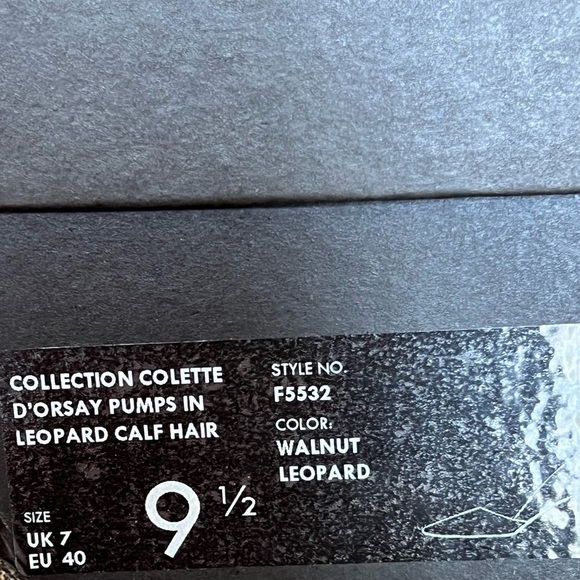 COLLECTION COLETTE
D'ORSAY PUMPS IN
LEOPARD CALF HAIR
STYLE NO.
F5532
COLOR:
WALNUT
LEOPARD
SIZE
UK 7
EU 40
9 ½